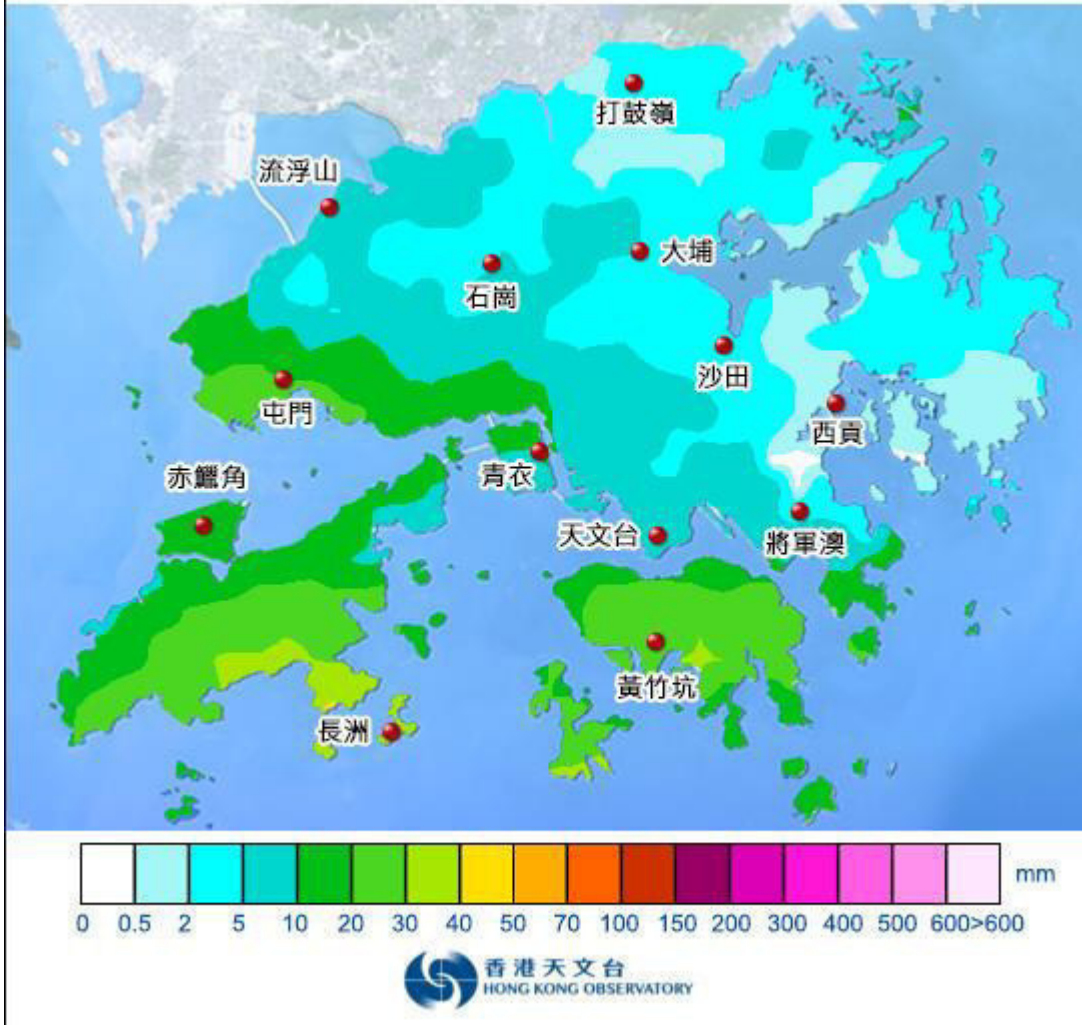 打鼓嶺
流浮山
大埔
石崗
沙田
屯門
西貢
赤鱲角
青衣
天文台
將軍澳
黃竹坑
長洲
mm
0 0.5 2 5 10 20 30 40 50 70 100 150 200 300 400 500 600>600
香港天文台
HONG KONG OBSERVATORY